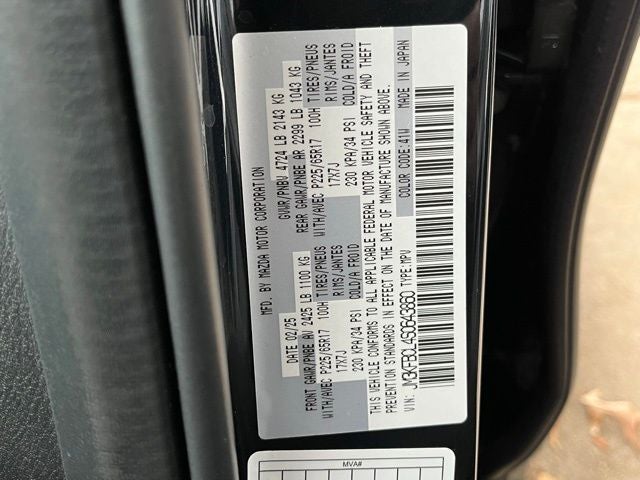 MFD. BY MAZDA MOTOR CORPORATION
DATE 02/25 GVWR/PNBV 4724 LB 2143 KG
FRONT GAWR/PNBE AV 2425 LB 1100 KG REAR GAWR/PNBE AR 2299 LB 1043 KG
WITH/AVEC P225/65R17 100H TIRES/PNEUS WITH/AVEC P225/65R17 100H TIRES/PNEUS
17X7J RIMS/JANTES 17X7J RIMS/JANTES
230 KPA/34 PSI COLD/A FROID 230 KPA/34 PSI COLD/A FROID
THIS VEHICLE CONFORMS TO ALL APPLICABLE FEDERAL MOTOR VEHICLE SAFETY AND THEFT
PREVENTION STANDARDS IN EFFECT ON THE DATE OF MANUFACTURE SHOWN ABOVE.
VIN: JM3KFBCL4S0643860 TYPE:MPV COLOR CODE:41W MADE IN JAPAN
MVA#